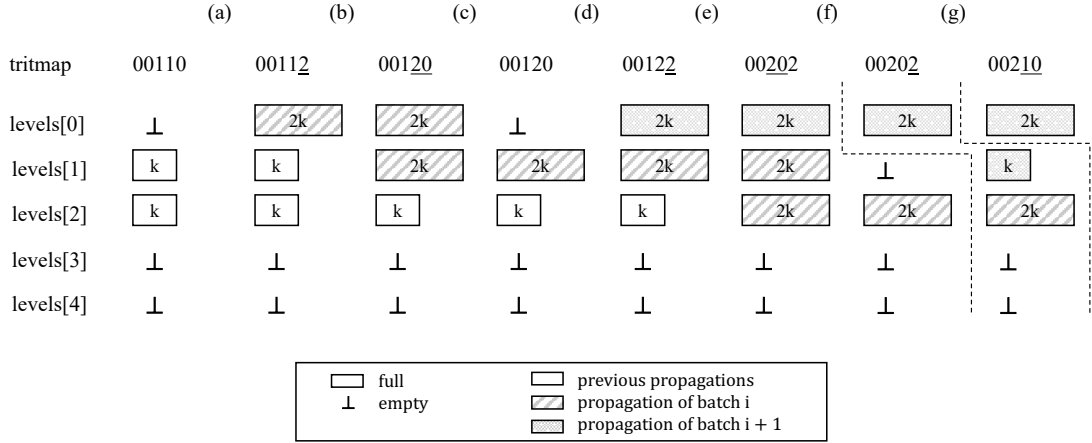 (a) (b) (c) (d) (e) (f) (g)
tritmap 00110 00112 00120 00120 00122 00202 00202 00210
levels[0] ⊥ 2k 2k ⊥ 2k 2k 2k 2k
levels[1] k k 2k 2k 2k 2k ⊥ k
levels[2] k k k k k 2k 2k 2k
levels[3] ⊥ ⊥ ⊥ ⊥ ⊥ ⊥ ⊥ ⊥
levels[4] ⊥ ⊥ ⊥ ⊥ ⊥ ⊥ ⊥ ⊥
full previous propagations
⊥ empty propagation of batch i
propagation of batch i + 1